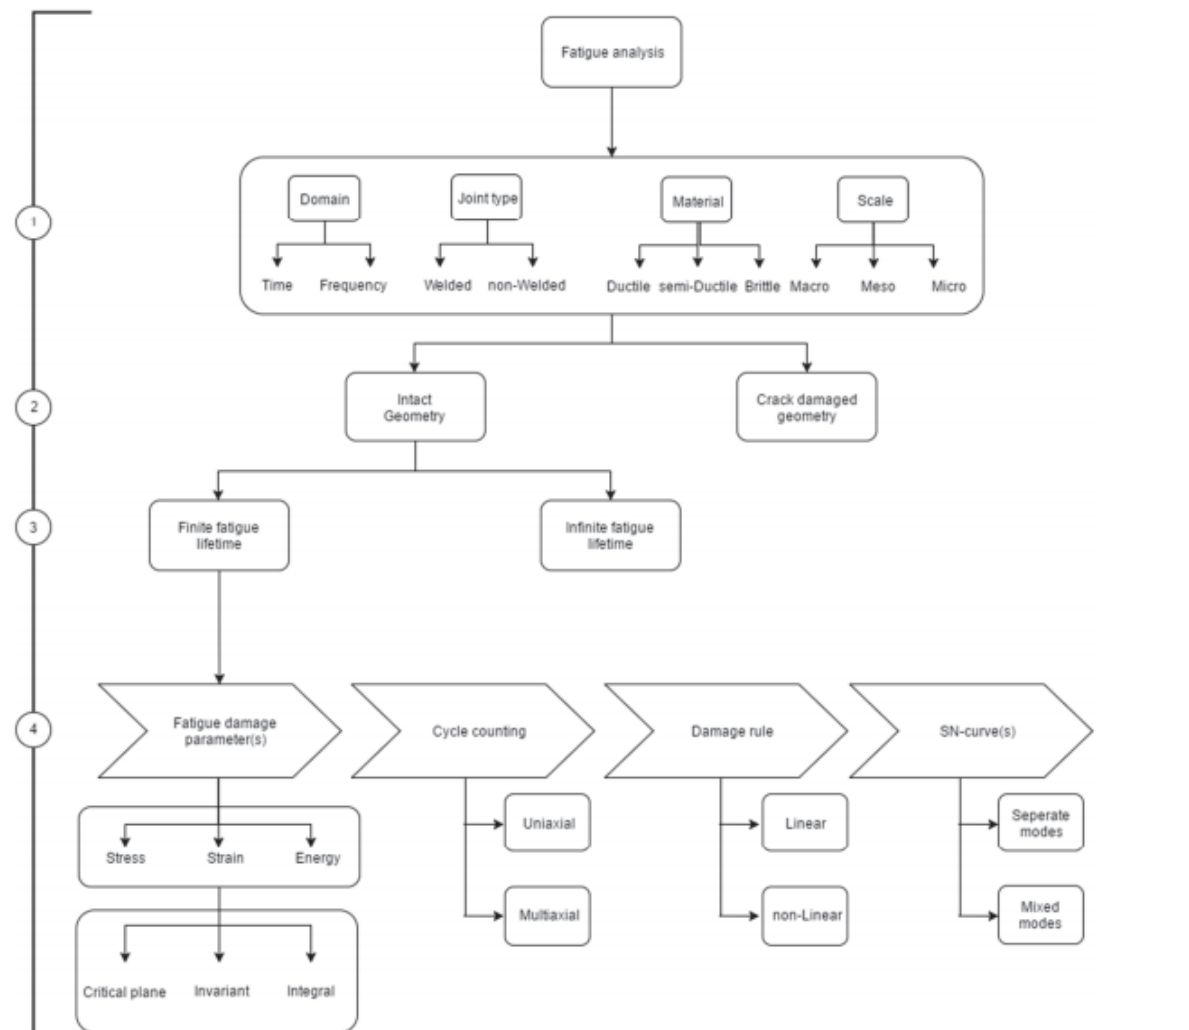 Fatigue analysis
Domain
Joint type
Material
Scale
1
Time
Frequency
Welded
non-Welded
Ductile
semi-Ductile
Brittle
Macro
Meso
Micro
2
Intact
Geometry
Crack damaged
geometry
3
Finite fatigue
lifetime
Infinite fatigue
lifetime
4
Fatigue damage
parameter(s)
Cycle counting
Damage rule
SN-curve(s)
Stress
Strain
Energy
Critical plane
Invariant
Integral
Uniaxial
Multiaxial
Linear
non-Linear
Seperate
modes
Mixed
modes